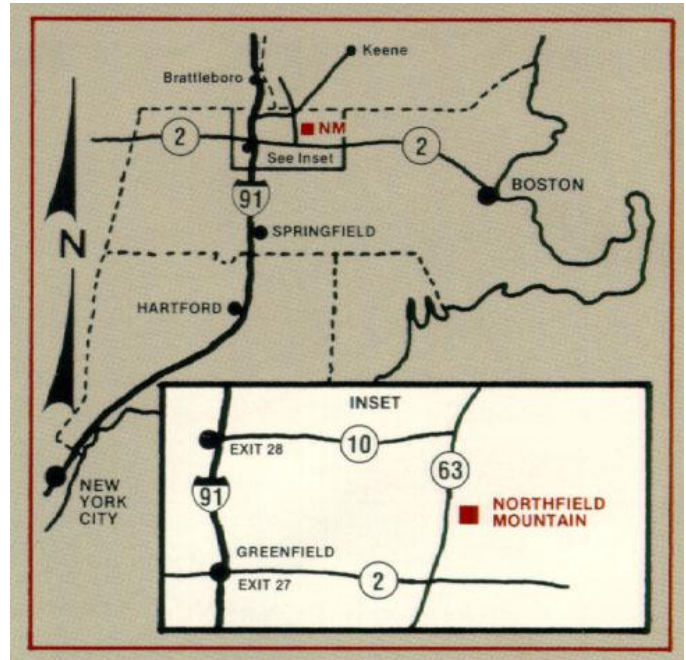 Keene
Brattleboro
NM
2
See Inset
2
91
BOSTON
N
SPRINGFIELD
HARTFORD
INSET
10
EXIT 28
63
91
NEW
YORK
CITY
NORTHFIELD
MOUNTAIN
GREENFIELD
EXIT 27
2